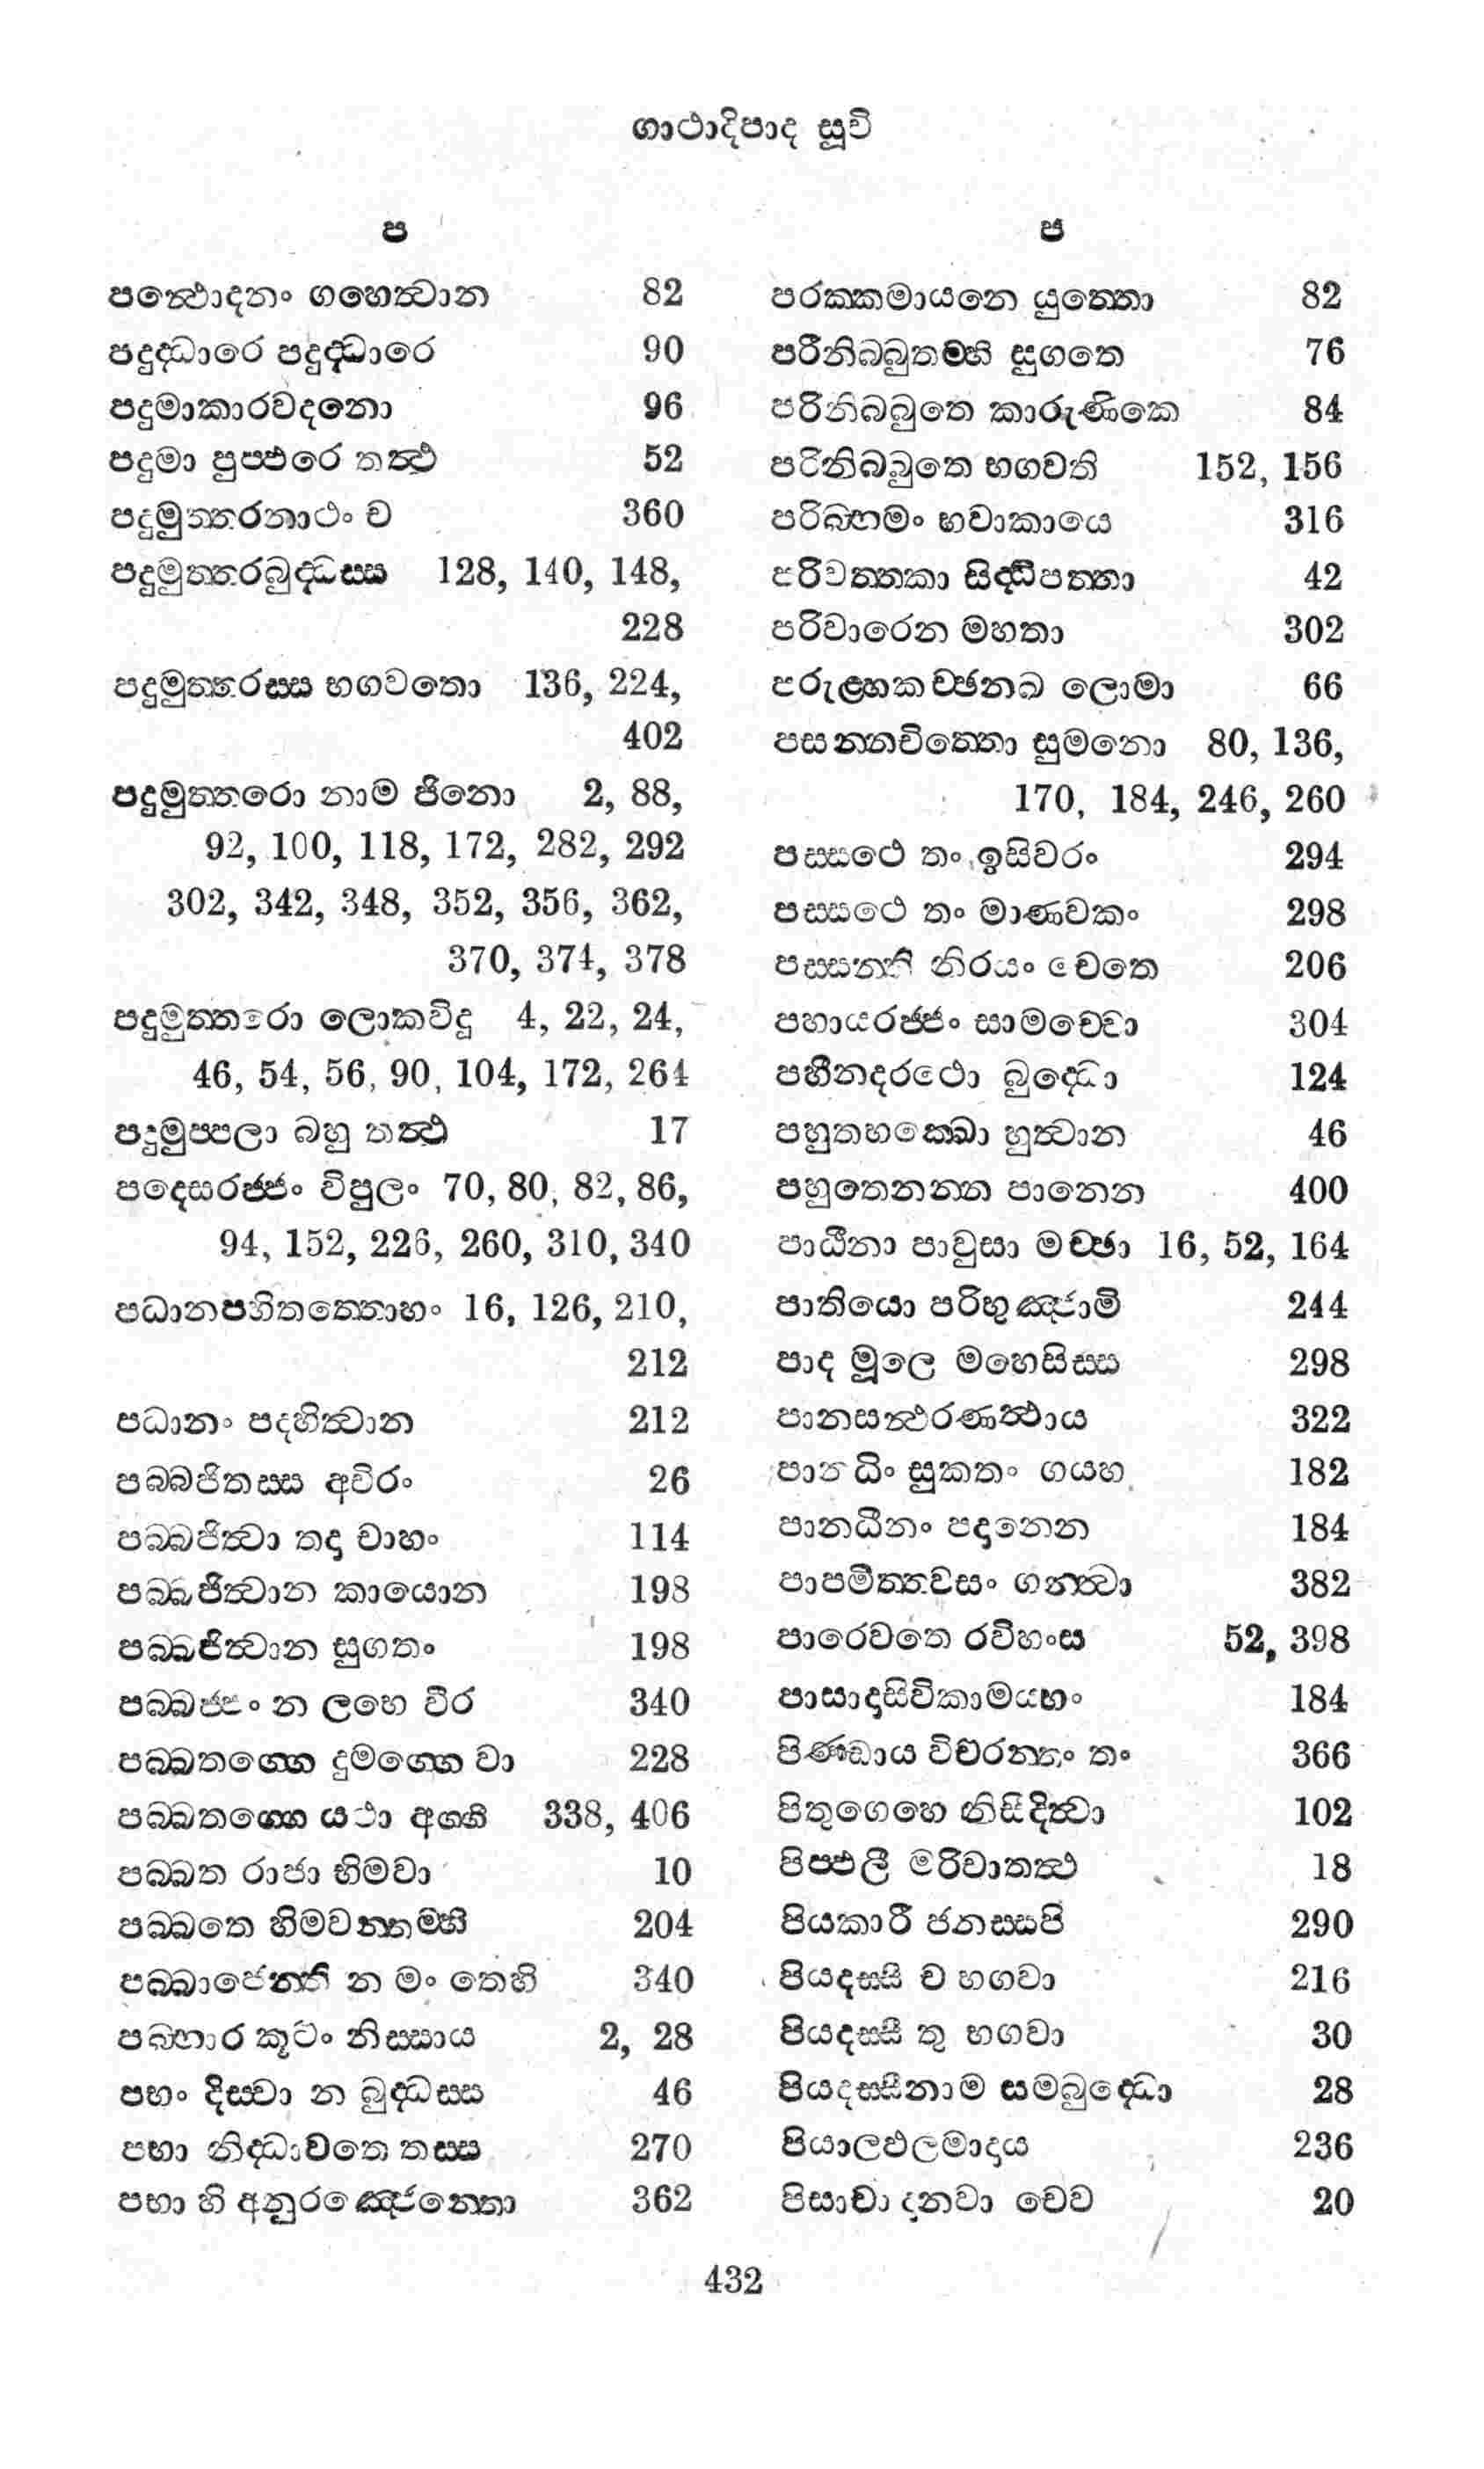 ගාථාදිපාද සූචි
ප
පන්ථොදනං ගහෙත්වාන 82
පදුද්ධාරෙ පදුද්ධාරෙ 90
පදුමාකාරවදනො 96
පදුමා පුප්ඵරෙ තත්ථ 52
පදුමුත්තරනාථං ච 360
පදුමුත්තරබුද්ධස්ස 128, 140, 148,
228
පදුමුත්තරස්ස භගවතො 136, 224,
402
පදුමුත්තරො නාම ජිනො 2, 88,
92, 100, 118, 172, 282, 292
302, 342, 348, 352, 356, 362,
370, 374, 378
පදුමුත්තරො ලොකවිදූ 4, 22, 24,
46, 54, 56, 90, 104, 172, 264
පදුමුප්පලා බහු තත්ථ 17
පදෙසරජ්ජං විපුලං 70, 80, 82, 86,
94, 152, 226, 260, 310, 340
පධානපහිතත්තොහං 16, 126, 210,
212
පධානං පදහිත්වාන 212
පබ්බජිතස්ස අචිරං 26
පබ්බජිත්වා තදා චාහං 114
පබ්බජිත්වාන කායොන 198
පබ්බජිත්වාන සුගතං 198
පබ්බජ්ජං න ලභෙ වීර 340
පබ්බතග්ගෙ දුමග්ගෙ වා 228
පබ්බතග්ගෙ යථා අග්ගි 338, 406
පබ්බත රාජා හිමවා 10
පබ්බතෙ හිමවන්තම්හි 204
පබ්බාජෙන්ති න මං තෙහි 340
පබ්භාර කූටං නිස්සාය 2, 28
පභං දිස්වා න බුද්ධස්ස 46
පභා නිද්ධාවතෙ තස්ස 270
පභා හි අනුරඤ්ජෙන්තො 362
ප
පරක්කමායනෙ යුත්තො 82
පරිනිබ්බුතම්හි සුගතෙ 76
පරිනිබ්බුතෙ කාරුණිකෙ 84
පරිනිබ්බුතෙ භගවති 152, 156
පරිබ්භමං භවාකායෙ 316
පරිවත්තකා සිද්ධිපත්තා 42
පරිවාරෙන මහතා 302
පරුළ්හකච්ඡනඛ ලොමා 66
පසන්නචිත්තො සුමනො 80, 136,
170, 184, 246, 260
පස්සථෙ තං ඉසිවරං 294
පස්සථෙ තං මාණවකං 298
පස්සන්ති නිරයං චෙතෙ 206
පහායරජ්ජං සාමච්චො 304
පහීනදරථො බුද්ධො 124
පහුතභක්ඛො හුත්වාන 46
පහුතෙනන්න පානෙන 400
පාඨීනා පාවුසා මච්ඡා 16, 52, 164
පාතියො පරිභුඤ්ජාමි 244
පාද මූලෙ මහෙසිස්ස 298
පානසත්ථරණත්ථාය 322
පානධිං සුකතං ගය්හ 182
පානධීනං පදානෙන 184
පාපමිත්තවසං ගන්ත්වා 382
පාරෙවතෙ රවිහංස 52, 398
පාසාදාසිවිකාමය්හං 184
පිණ්ඩාය විචරන්තං තං 366
පිතුගෙහෙ නිසීදිත්වා 102
පිප්ඵලී මරිචාතත්ථ 18
පියකාරී ජනස්සපි 290
පියදස්සී ච භගවා 216
පියදස්සී තු භගවා 30
පියදස්සීනාම සම්බුද්ධො 28
පියාලඵලමාදාය 236
පිසාචා දානවා චෙව 20
432